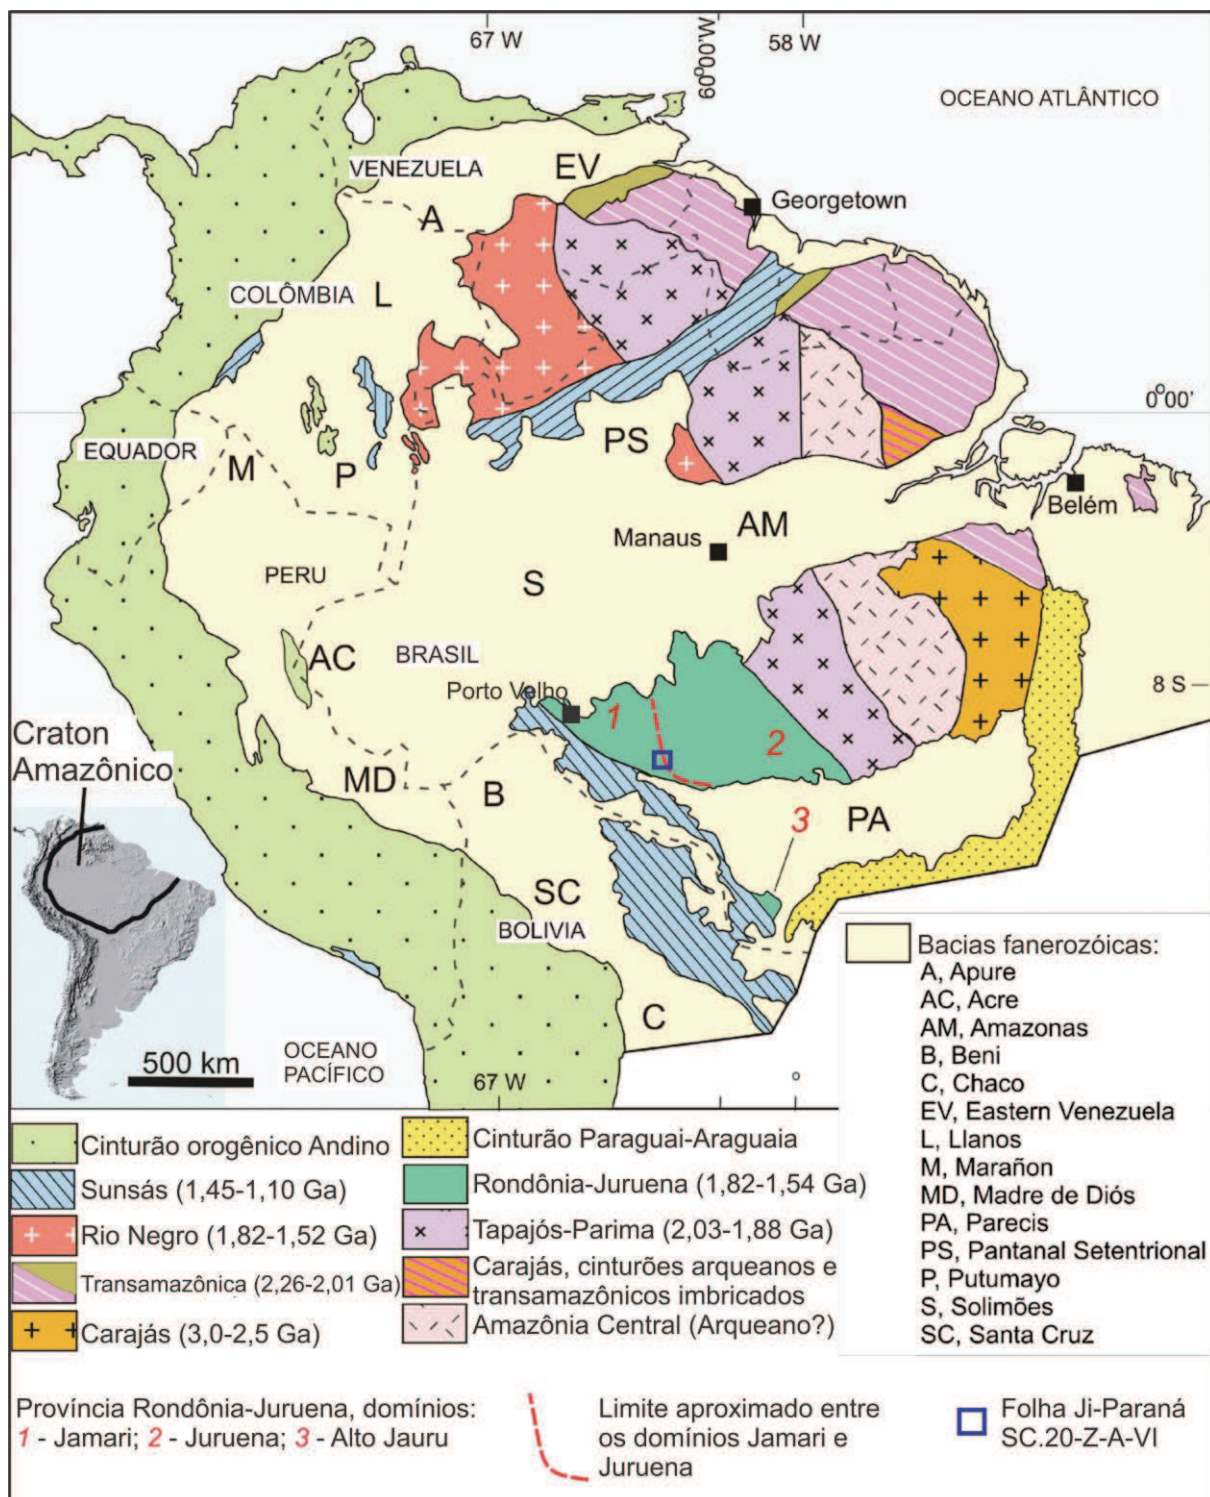 67 W
60°00'W
58 W
OCEANO ATLÂNTICO
VENEZUELA
EV
Georgetown
A
COLÔMBIA
L
0°00'
PS
EQUADOR
M
P
Belém
AM
Manaus
PERU
S
AC
BRASIL
Porto Velho
8 S
1
2
Craton
Amazônico
MD
B
3
PA
SC
BOLIVIA
C
OCEANO
PACÍFICO
500 km
67 W
Bacias fanerozóicas:
A, Apure
AC, Acre
AM, Amazonas
B, Beni
C, Chaco
EV, Eastern Venezuela
L, Llanos
M, Marañon
MD, Madre de Diós
PA, Parecis
PS, Pantanal Setentrional
P, Putumayo
S, Solimões
SC, Santa Cruz
Cinturão orogênico Andino
Sunsás (1,45-1,10 Ga)
Rio Negro (1,82-1,52 Ga)
Transamazônica (2,26-2,01 Ga)
Carajás (3,0-2,5 Ga)
Cinturão Paraguai-Araguaia
Rondônia-Juruena (1,82-1,54 Ga)
Tapajós-Parima (2,03-1,88 Ga)
Carajás, cinturões arqueanos e
transamazônicos imbricados
Amazônia Central (Arqueano?)
Província Rondônia-Juruena, domínios:
1 - Jamari; 2 - Juruena; 3 - Alto Jauru
Limite aproximado entre
os domínios Jamari e
Juruena
Folha Ji-Paraná
SC.20-Z-A-VI